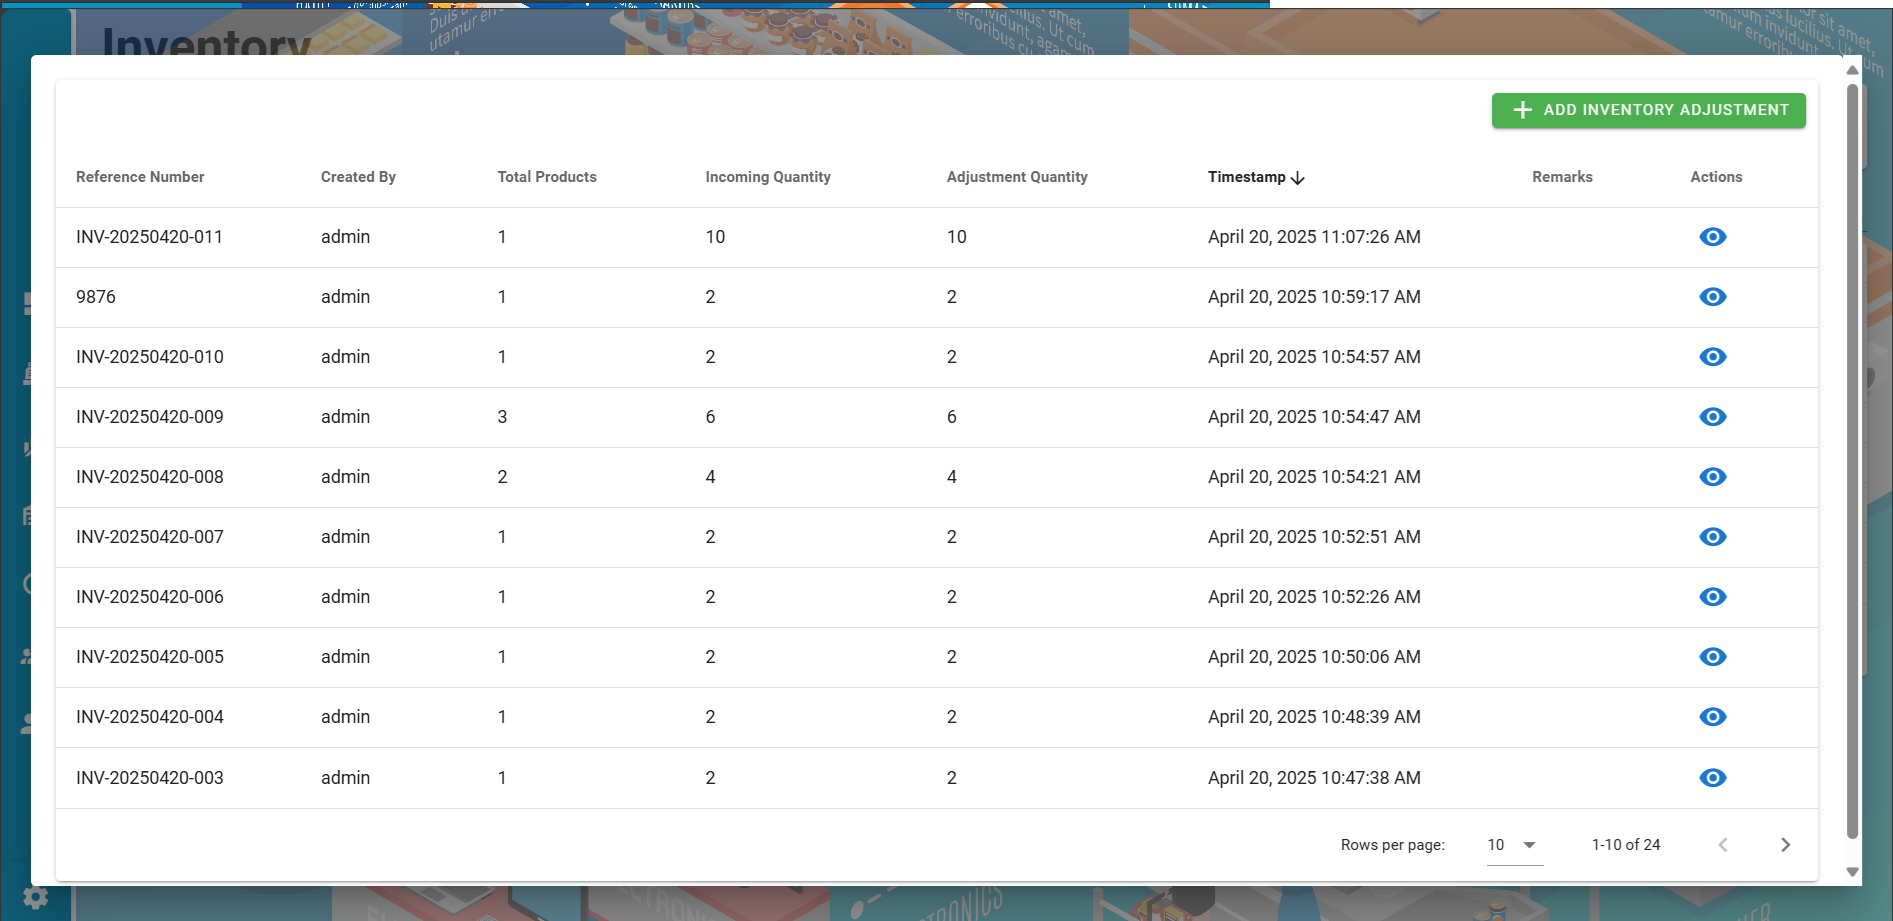 Inventory
ADD INVENTORY ADJUSTMENT
Reference Number Created By Total Products Incoming Quantity Adjustment Quantity Timestamp Remarks Actions
INV-20250420-011 admin 1 10 10 April 20, 2025 11:07:26 AM
9876 admin 1 2 2 April 20, 2025 10:59:17 AM
INV-20250420-010 admin 1 2 2 April 20, 2025 10:54:57 AM
INV-20250420-009 admin 3 6 6 April 20, 2025 10:54:47 AM
INV-20250420-008 admin 2 4 4 April 20, 2025 10:54:21 AM
INV-20250420-007 admin 1 2 2 April 20, 2025 10:52:51 AM
INV-20250420-006 admin 1 2 2 April 20, 2025 10:52:26 AM
INV-20250420-005 admin 1 2 2 April 20, 2025 10:50:06 AM
INV-20250420-004 admin 1 2 2 April 20, 2025 10:48:39 AM
INV-20250420-003 admin 1 2 2 April 20, 2025 10:47:38 AM
Rows per page: 10 1-10 of 24